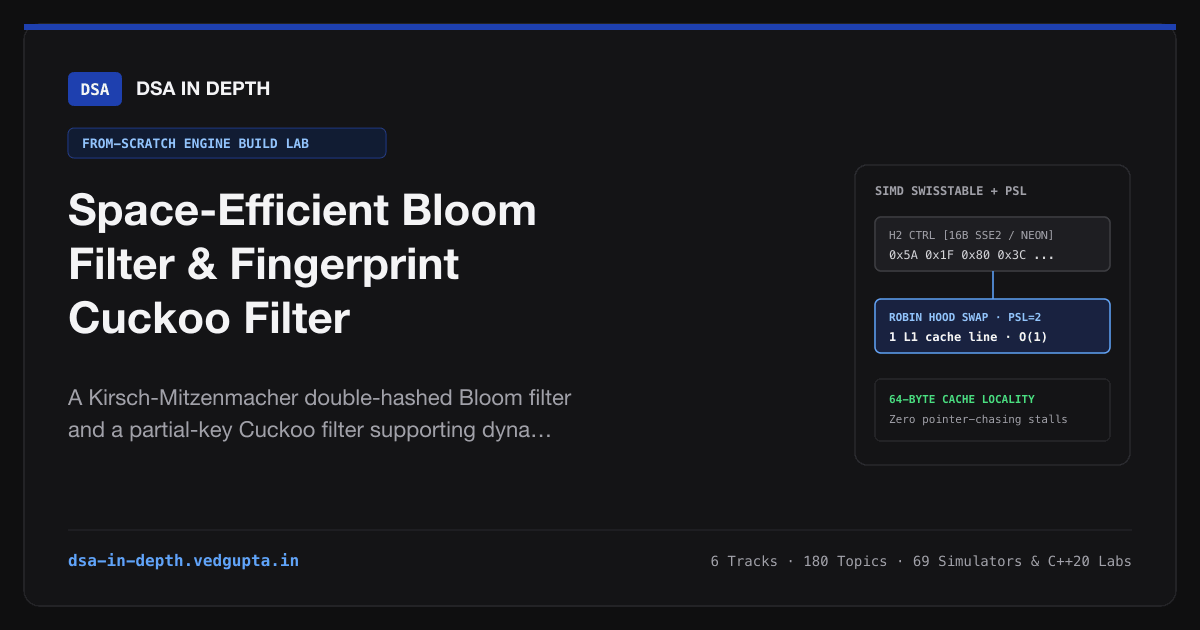 DSA
DSA IN DEPTH
FROM–SCRATCH ENGINE BUILD LAB
Space-Efficient Bloom
Filter & Fingerprint
Cuckoo Filter
A Kirsch-Mitzenmacher double-hashed Bloom filter
and a partial-key Cuckoo filter supporting dyna…
SIMD SWISSTABLE + PSL
H2 CTRL [16B SSE2 / NEON]
0x5A 0x1F 0x80 0x3C ...
ROBIN HOOD SWAP · PSL=2
1 L1 cache line · O(1)
64–BYTE CACHE LOCALITY
Zero pointer–chasing stalls
dsa–in–depth.vedgupta.in
6 Tracks · 180 Topics · 69 Simulators & C++20 Labs